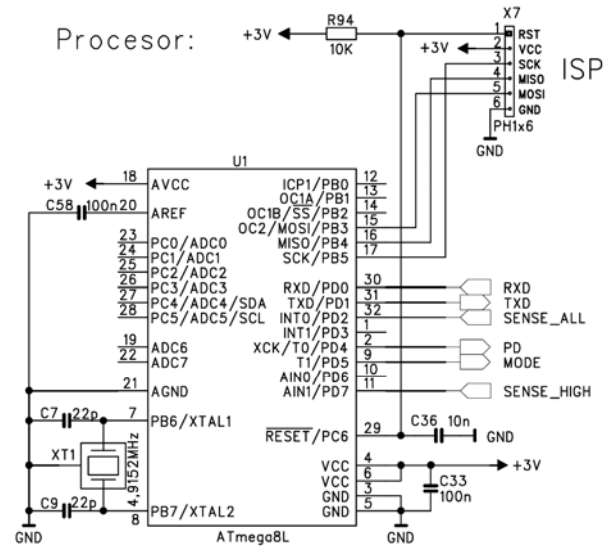 Procesor:
+3V
R94
10K
X7
1 RST
2 VCC
3 SCK
4 MISO
5 MOSI
6 GND
PH1x6
+3V
GND
ISP
U1
+3V
18 AVCC
C58 100n
20 AREF
23 PC0/ADC0
24 PC1/ADC1
25 PC2/ADC2
26 PC3/ADC3
27 PC4/ADC4/SDA
28 PC5/ADC5/SCL
19 ADC6
22 ADC7
21 AGND
C7 22p
7 PB6/XTAL1
XT1
4,9152MHz
C9 22p
8 PB7/XTAL2
GND
ICP1/PB0 12
OC1A/PB1 13
OC1B/SS/PB2 14
OC2/MOSI/PB3 15
MISO/PB4 16
SCK/PB5 17
RXD/PD0 30 RXD
TXD/PD1 31 TXD
INT0/PD2 32 SENSE_ALL
INT1/PD3 1
XCK/T0/PD4 2 PD
T1/PD5 9 MODE
AIN0/PD6 10
AIN1/PD7 11 SENSE_HIGH
RESET/PC6 29
C36 10n
GND
VCC 4
VCC 6
GND 3
GND 5
+3V
C33
100n
GND
ATmega8L